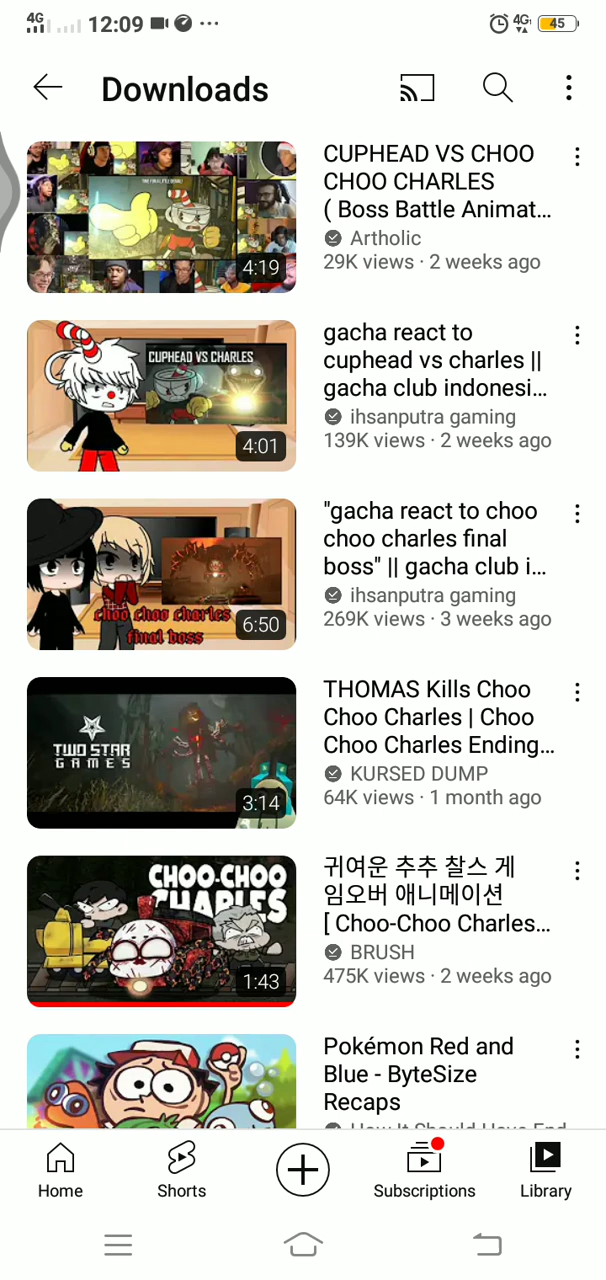 4G 12:09 ... 4G 45
Downloads
CUPHEAD VS CHOO
CHOO CHARLES
( Boss Battle Animat...
Artholic
29K views · 2 weeks ago
4:19
CUPHEAD VS CHARLES
4:01
gacha react to
cuphead vs charles ||
gacha club indonesi...
ihsanputra gaming
139K views · 2 weeks ago
choo choo charles
final boss
6:50
"gacha react to choo
choo charles final
boss" || gacha club i...
ihsanputra gaming
269K views · 3 weeks ago
TWO STAR
GAMES
3:14
THOMAS Kills Choo
Choo Charles | Choo
Choo Charles Ending...
KURSED DUMP
64K views · 1 month ago
CHOO-CHOO
CHARLES
1:43
귀여운 추추 찰스 게
임오버 애니메이션
[ Choo-Choo Charles...
BRUSH
475K views · 2 weeks ago
Pokémon Red and
Blue - ByteSize
Recaps
How It Should Have End
Home
Shorts
Subscriptions
Library